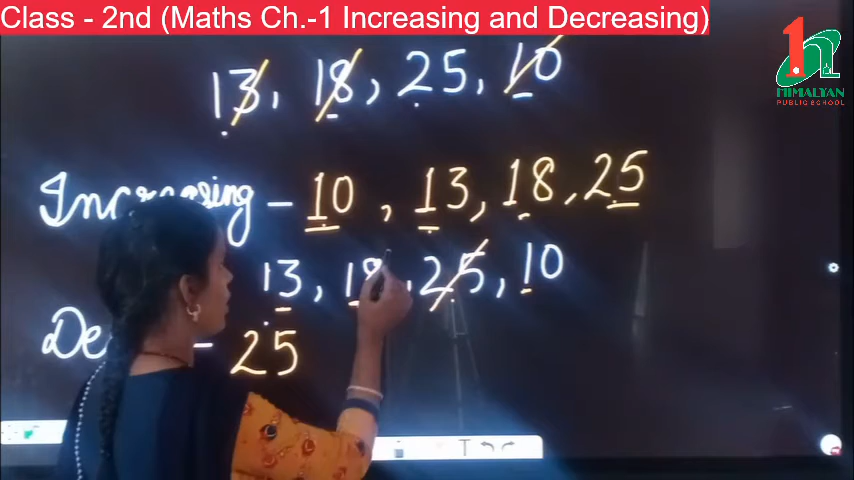 Class - 2nd (Maths Ch.-1 Increasing and Decreasing)
HIMALYAN
PUBLIC SCHOOL
13, 18, 25, 10
Increasing - 10, 13, 18, 25
13, 18, 25, 10
De - 25
T